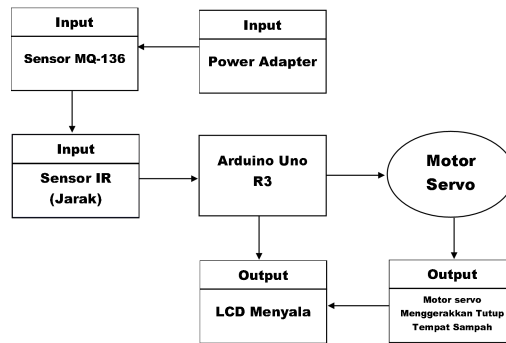 Input
Sensor MQ-136
Input
Power Adapter
Input
Sensor IR
(Jarak)
Arduino Uno
R3
Motor
Servo
Output
LCD Menyala
Output
Motor servo
Menggerakkan Tutup
Tempat Sampah